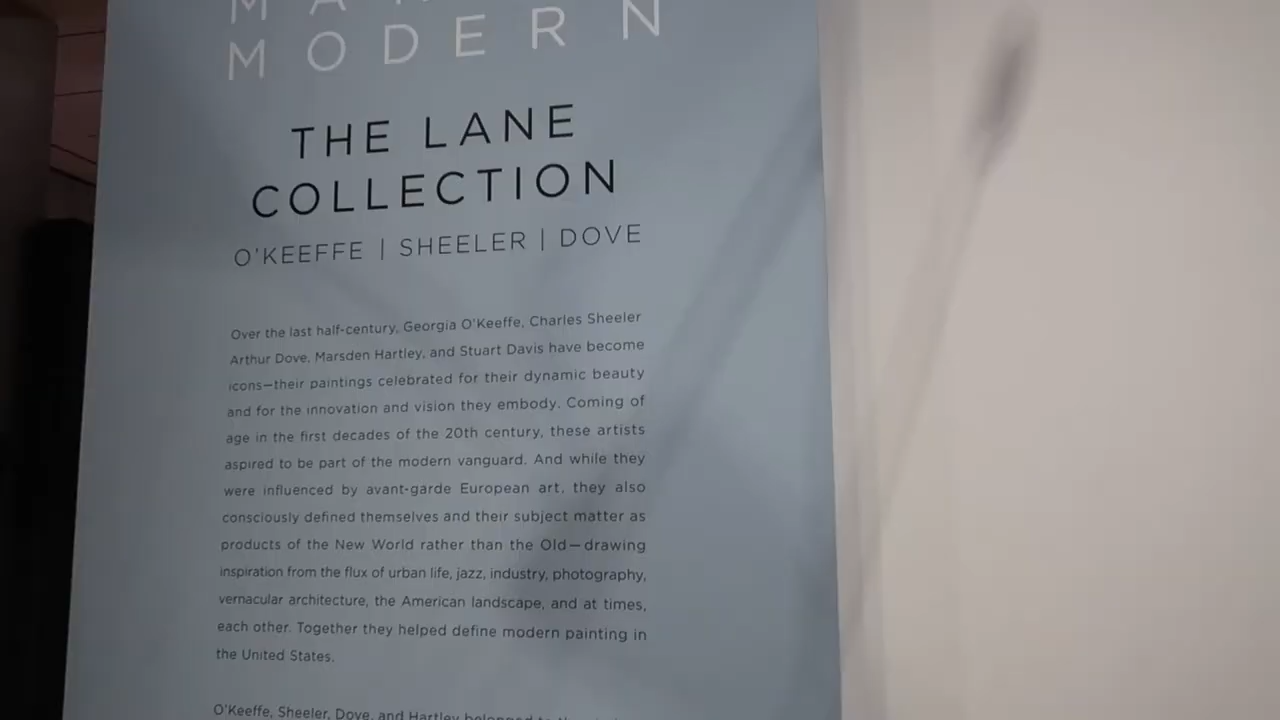 MODERN
THE LANE
COLLECTION
O'KEEFFE | SHEELER | DOVE
Over the last half-century, Georgia O'Keeffe, Charles Sheeler
Arthur Dove, Marsden Hartley, and Stuart Davis have become
icons—their paintings celebrated for their dynamic beauty
and for the innovation and vision they embody. Coming of
age in the first decades of the 20th century, these artists
aspired to be part of the modern vanguard. And while they
were influenced by avant-garde European art, they also
consciously defined themselves and their subject matter as
products of the New World rather than the Old—drawing
inspiration from the flux of urban life, jazz, industry, photography,
vernacular architecture, the American landscape, and at times,
each other. Together they helped define modern painting in
the United States.
O'Keeffe, Sheeler, Dove, and Hartley belonged to